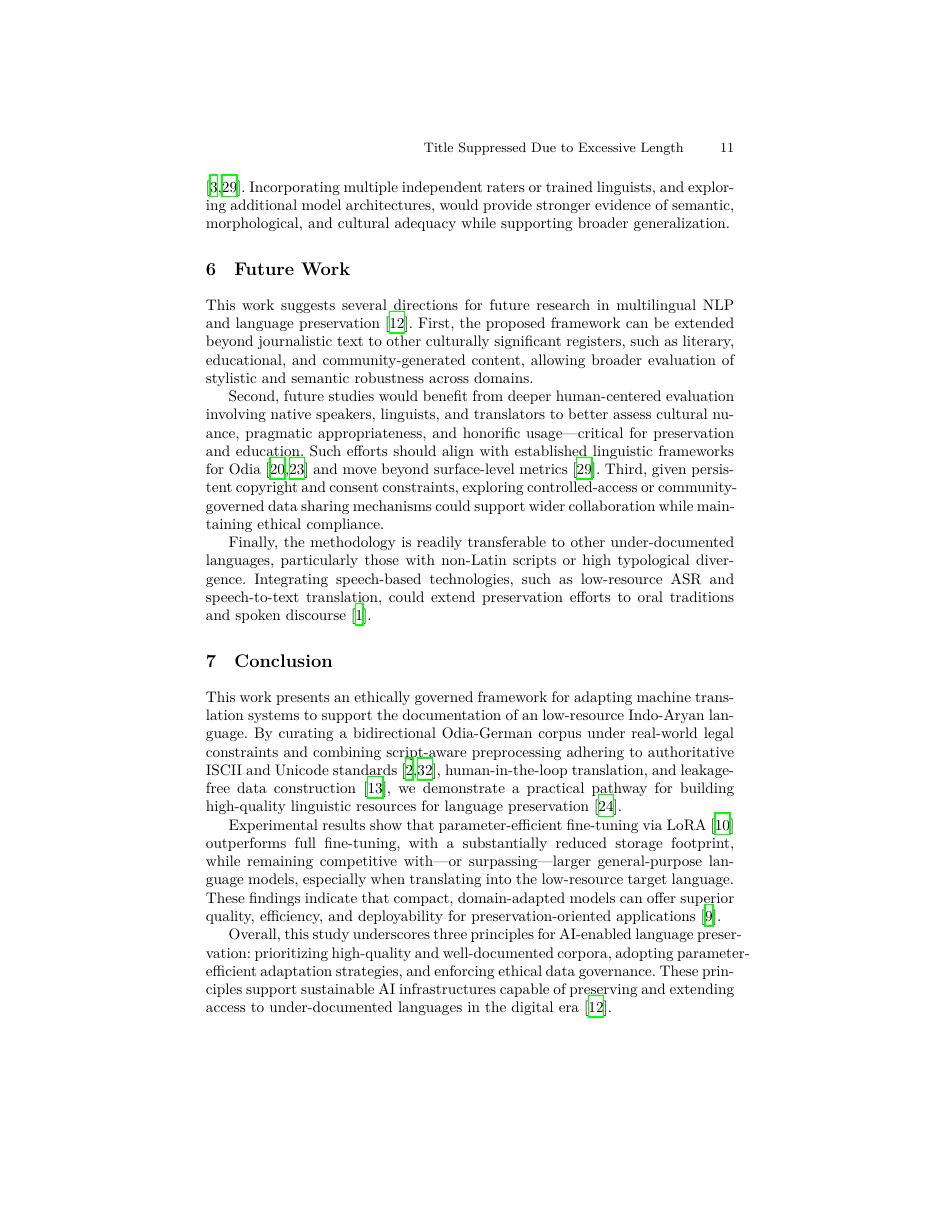 Title Suppressed Due to Excessive Length 11
[3,29]. Incorporating multiple independent raters or trained linguists, and explor-
ing additional model architectures, would provide stronger evidence of semantic,
morphological, and cultural adequacy while supporting broader generalization.
6 Future Work
This work suggests several directions for future research in multilingual NLP
and language preservation [12]. First, the proposed framework can be extended
beyond journalistic text to other culturally significant registers, such as literary,
educational, and community-generated content, allowing broader evaluation of
stylistic and semantic robustness across domains.
Second, future studies would benefit from deeper human-centered evaluation
involving native speakers, linguists, and translators to better assess cultural nu-
ance, pragmatic appropriateness, and honorific usage—critical for preservation
and education. Such efforts should align with established linguistic frameworks
for Odia [20,23] and move beyond surface-level metrics [29]. Third, given persis-
tent copyright and consent constraints, exploring controlled-access or community-
governed data sharing mechanisms could support wider collaboration while main-
taining ethical compliance.
Finally, the methodology is readily transferable to other under-documented
languages, particularly those with non-Latin scripts or high typological diver-
gence. Integrating speech-based technologies, such as low-resource ASR and
speech-to-text translation, could extend preservation efforts to oral traditions
and spoken discourse [1].
7 Conclusion
This work presents an ethically governed framework for adapting machine trans-
lation systems to support the documentation of an low-resource Indo-Aryan lan-
guage. By curating a bidirectional Odia-German corpus under real-world legal
constraints and combining script-aware preprocessing adhering to authoritative
ISCII and Unicode standards [2,32], human-in-the-loop translation, and leakage-
free data construction [13], we demonstrate a practical pathway for building
high-quality linguistic resources for language preservation [24].
Experimental results show that parameter-efficient fine-tuning via LoRA [10]
outperforms full fine-tuning, with a substantially reduced storage footprint,
while remaining competitive with—or surpassing—larger general-purpose lan-
guage models, especially when translating into the low-resource target language.
These findings indicate that compact, domain-adapted models can offer superior
quality, efficiency, and deployability for preservation-oriented applications [9].
Overall, this study underscores three principles for AI-enabled language preser-
vation: prioritizing high-quality and well-documented corpora, adopting parameter-
efficient adaptation strategies, and enforcing ethical data governance. These prin-
ciples support sustainable AI infrastructures capable of preserving and extending
access to under-documented languages in the digital era [12].